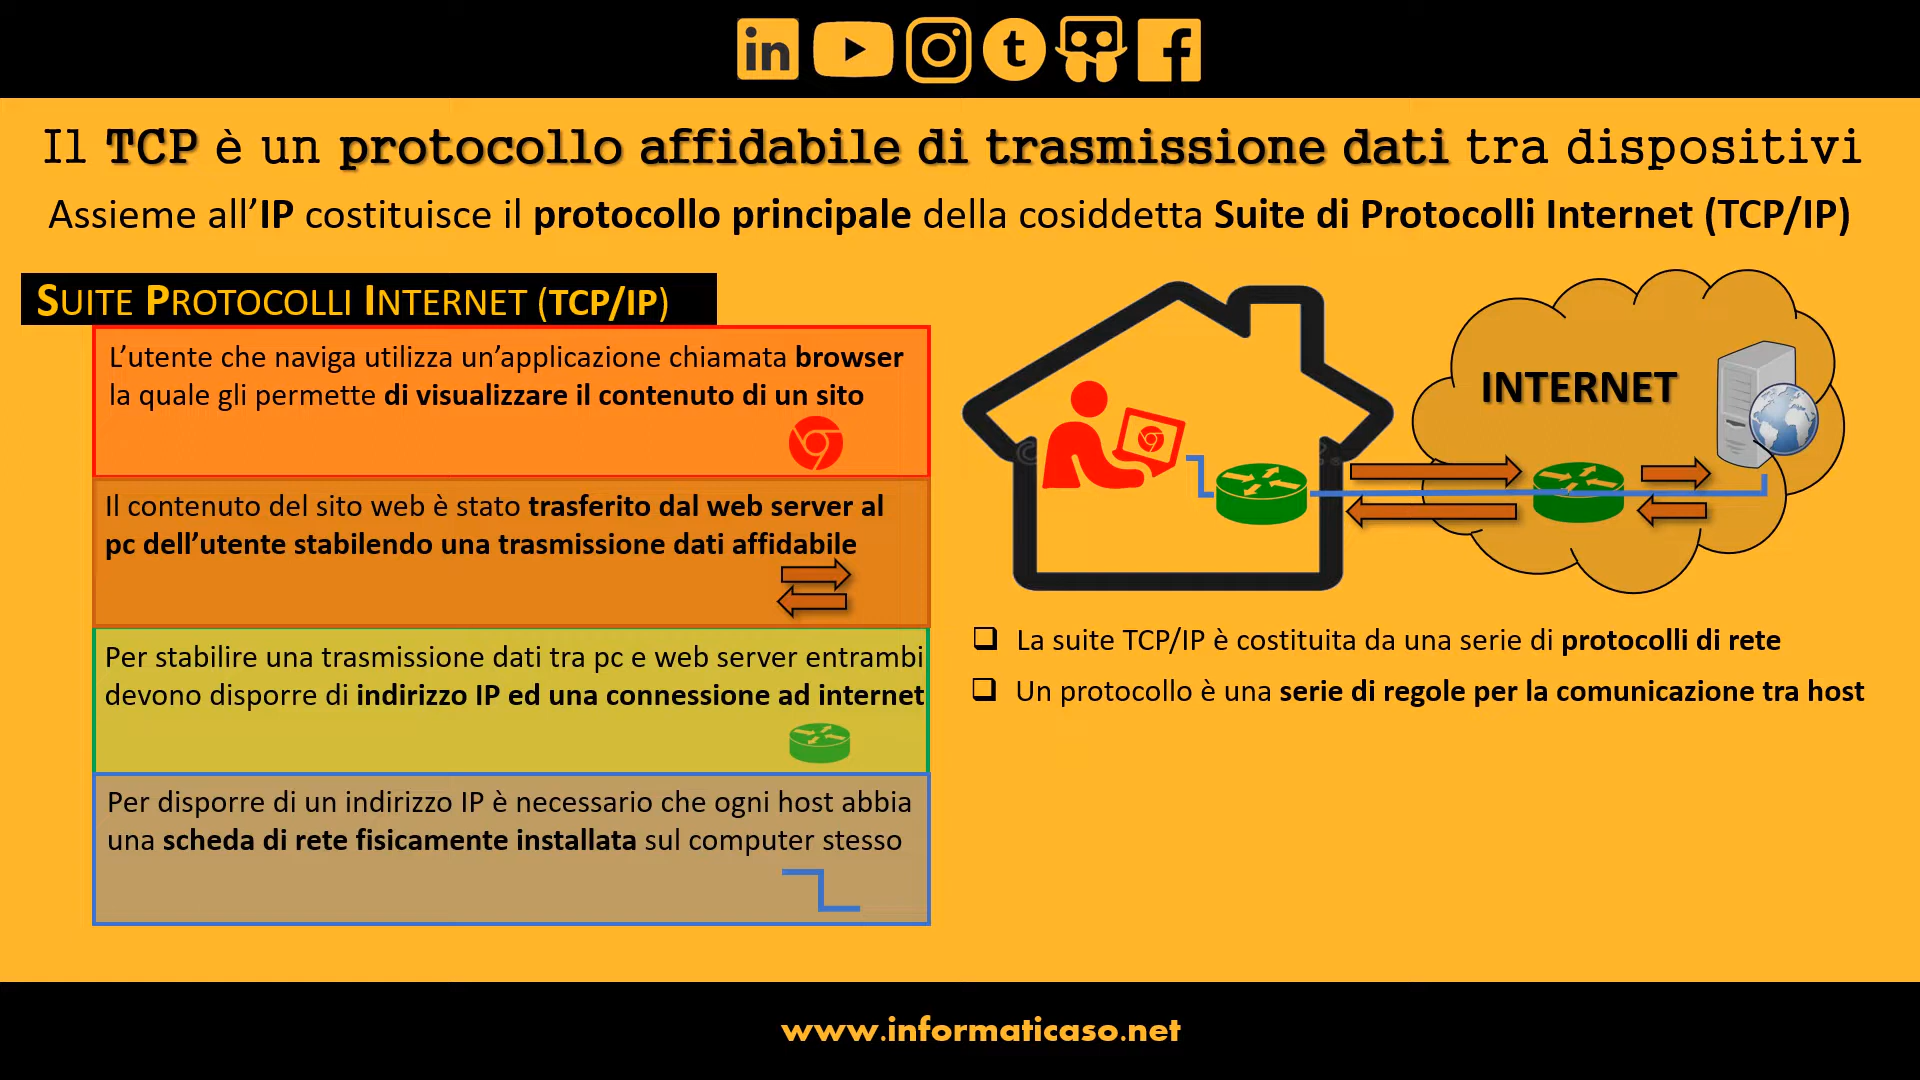 Il TCP è un protocollo affidabile di trasmissione dati tra dispositivi
Assieme all’IP costituisce il protocollo principale della cosiddetta Suite di Protocolli Internet (TCP/IP)
SUITE PROTOCOLLI INTERNET (TCP/IP)
L’utente che naviga utilizza un’applicazione chiamata browser
la quale gli permette di visualizzare il contenuto di un sito
Il contenuto del sito web è stato trasferito dal web server al
pc dell’utente stabilendo una trasmissione dati affidabile
Per stabilire una trasmissione dati tra pc e web server entrambi
devono disporre di indirizzo IP ed una connessione ad internet
Per disporre di un indirizzo IP è necessario che ogni host abbia
una scheda di rete fisicamente installata sul computer stesso
INTERNET
La suite TCP/IP è costituita da una serie di protocolli di rete
Un protocollo è una serie di regole per la comunicazione tra host
www.informaticaso.net